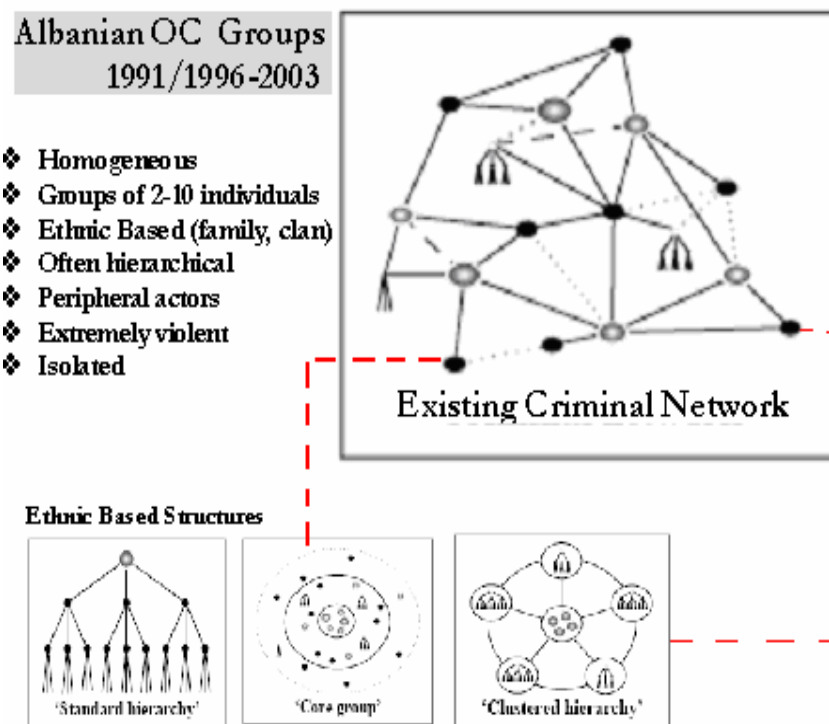 Albanian OC Groups
1991/1996-2003
❖ Homogeneous
❖ Groups of 2-10 individuals
❖ Ethnic Based (family, clan)
❖ Often hierarchical
❖ Peripheral actors
❖ Extremely violent
❖ Isolated
Existing Criminal Network
Ethnic Based Structures
'Standard hierarchy'
'Core group'
'Clustered hierarchy'